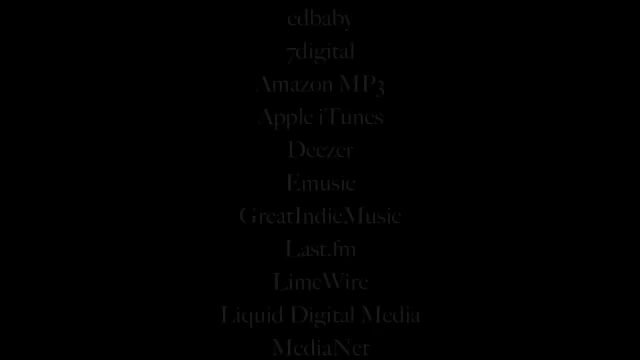 cdbaby
7digital
Amazon MP3
Apple iTunes
Deezer
Emusic
GreatIndieMusic
Last.fm
LimeWire
Liquid Digital Media
MediaNet